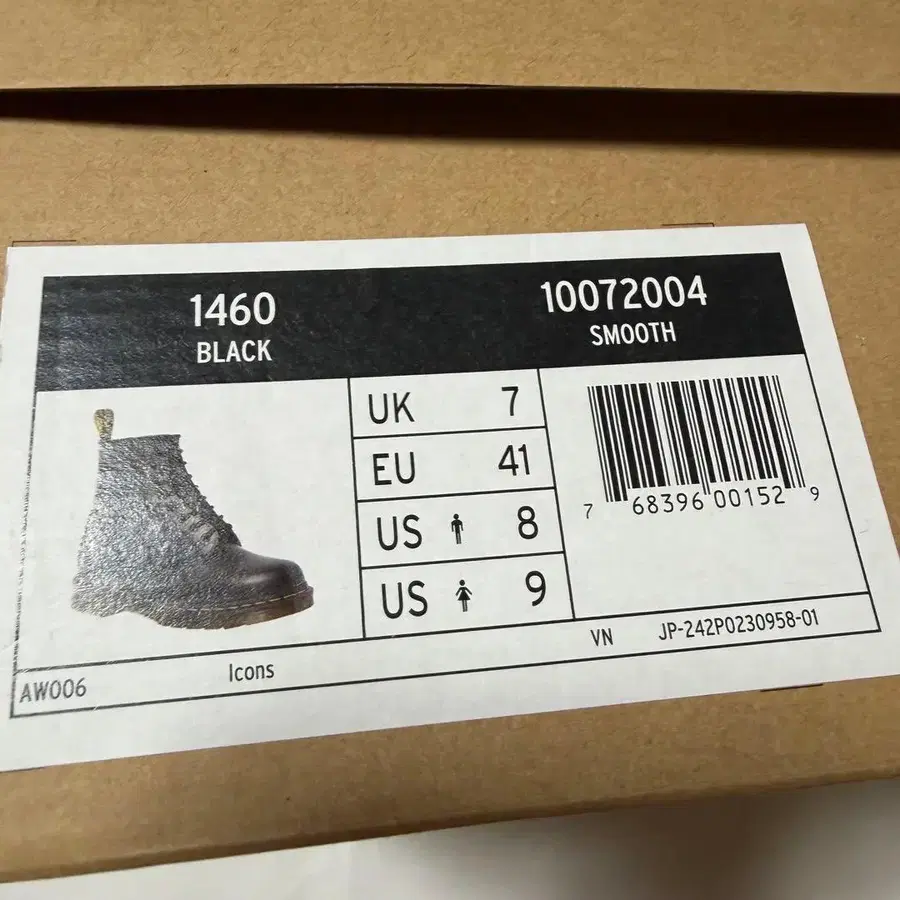 1460
BLACK
10072004
SMOOTH
UK 7
EU 41
US 8
US 9
7 68396 00152 9
AW006 Icons VN JP-242P0230958-01